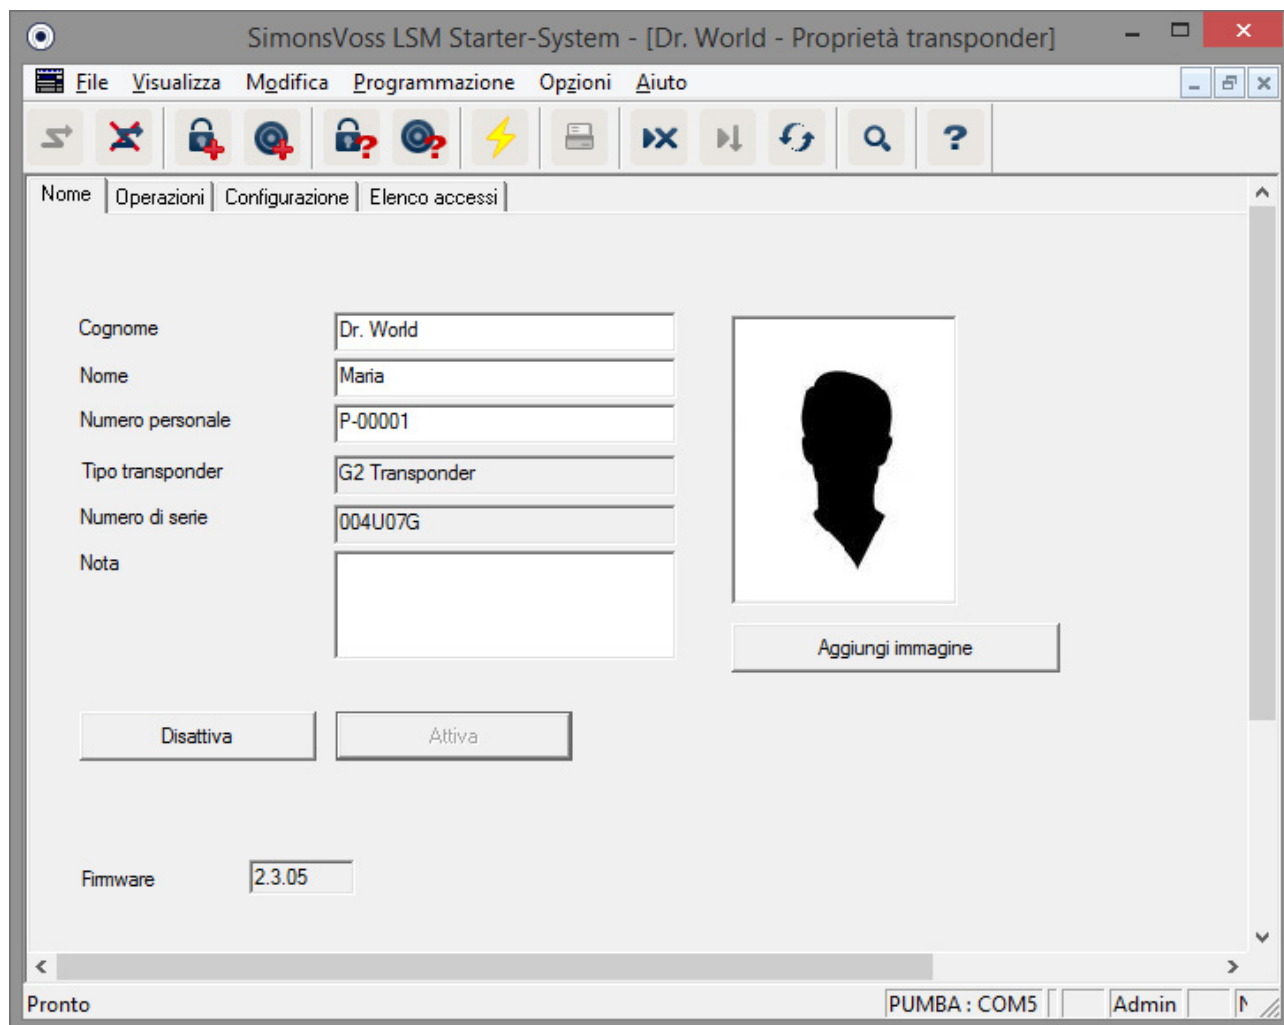 SimonsVoss LSM Starter-System - [Dr. World - Proprietà transponder]
File Visualizza Modifica Programmazione Opzioni Aiuto
Nome Operazioni Configurazione Elenco accessi
Cognome Dr. World
Nome Maria
Numero personale P-00001
Tipo transponder G2 Transponder
Numero di serie 004U07G
Nota
Aggiungi immagine
Disattiva Attiva
Firmware 2.3.05
Pronto PUMBA : COM5 Admin